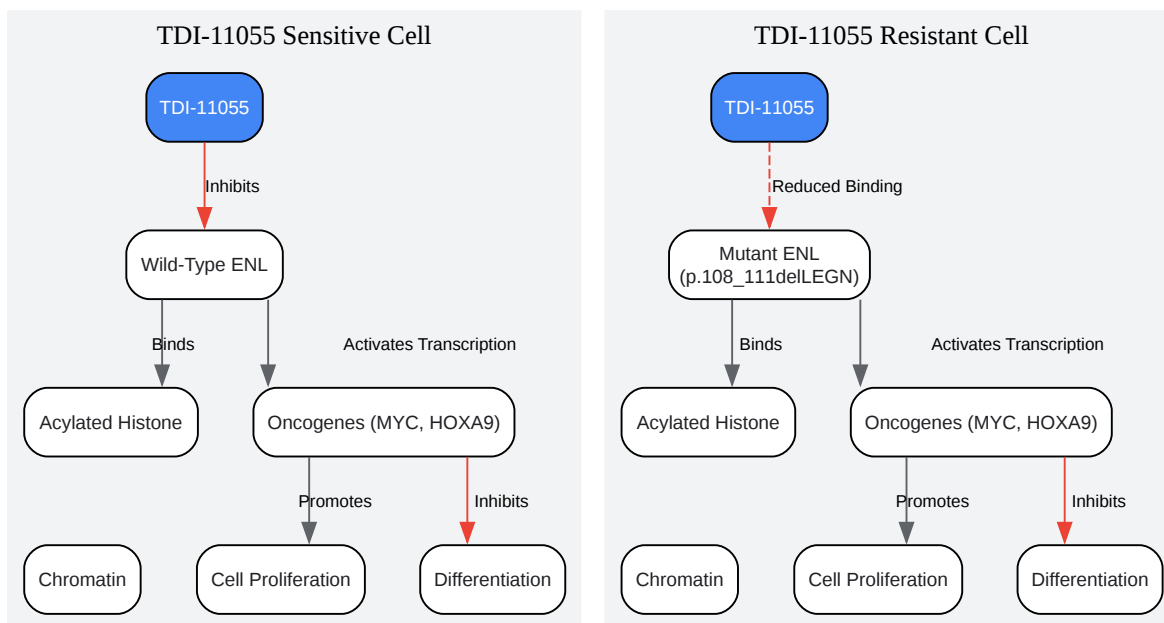 TDI-11055 Sensitive Cell
TDI-11055
Inhibits
Wild-Type ENL
Binds
Activates Transcription
Acylated Histone
Oncogenes (MYC, HOXA9)
Promotes
Inhibits
Chromatin
Cell Proliferation
Differentiation
TDI-11055 Resistant Cell
TDI-11055
Reduced Binding
Mutant ENL
(p.108_111delLEGN)
Binds
Activates Transcription
Acylated Histone
Oncogenes (MYC, HOXA9)
Promotes
Inhibits
Chromatin
Cell Proliferation
Differentiation